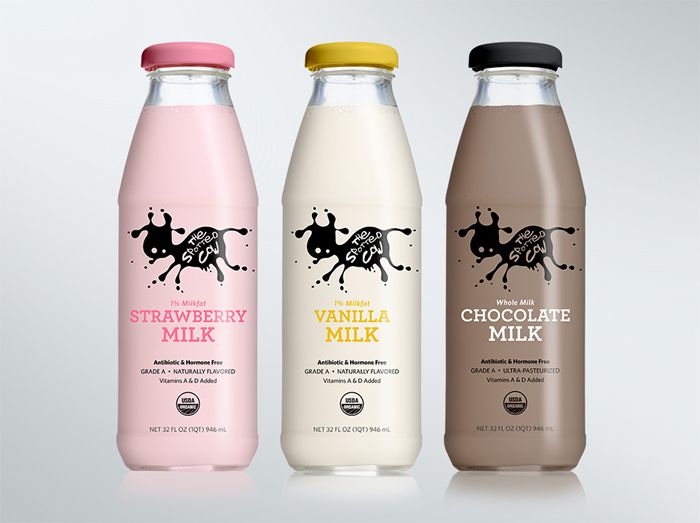 THE
SPOTTED
COW
1% Milkfat
STRAWBERRY
MILK
Antibiotic & Hormone Free
GRADE A • NATURALLY FLAVORED
Vitamins A & D Added
USDA
ORGANIC
NET 32 FL OZ (1QT) 946 mL
THE
SPOTTED
COW
1% Milkfat
VANILLA
MILK
Antibiotic & Hormone Free
GRADE A • NATURALLY FLAVORED
Vitamins A & D Added
USDA
ORGANIC
NET 32 FL OZ (1QT) 946 mL
THE
SPOTTED
COW
Whole Milk
CHOCOLATE
MILK
Antibiotic & Hormone Free
GRADE A • ULTRA-PASTEURIZED
Vitamins A & D Added
USDA
ORGANIC
NET 32 FL OZ (1QT) 946 mL